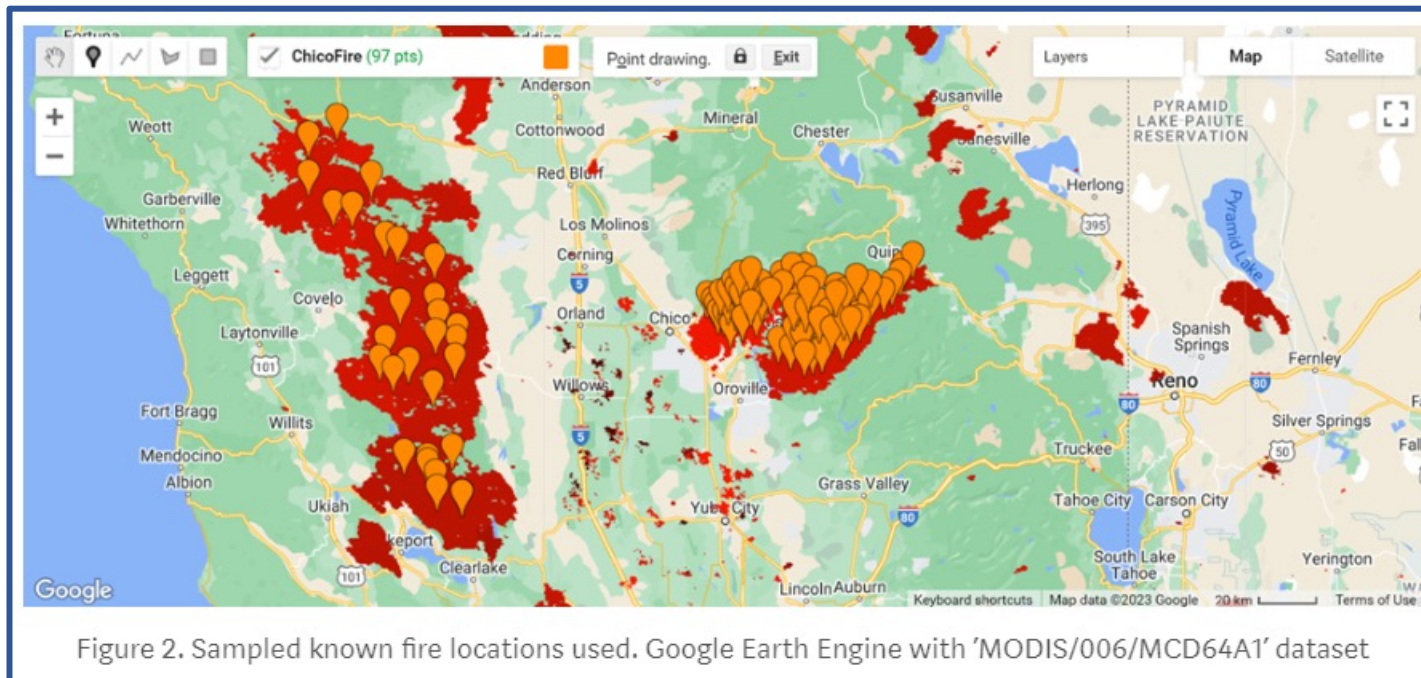 Fortuna
ChicoFire (97 pts)
Point drawing.
Exit
Layers
Map
Satellite
+
−
Weott
Anderson
Cottonwood
Mineral
Chester
Susanville
PYRAMID
LAKE PAIUTE
RESERVATION
Janesville
Garberville
Whitethorn
Red Bluff
Herlong
395
Pyramid Lake
Los Molinos
Leggett
Corning
Quin
5
Covelo
Orland
Chico
Laytonville
101
Spanish
Springs
Fernley
80
Willows
Oroville
Reno
Fort Bragg
Willits
80
Silver Springs
Fa
5
Mendocino
Albion
Truckee
50
Fall
Grass Valley
Ukiah
Yuba City
80
Tahoe City
Carson City
keport
101
Clearlake
South Lake
Tahoe
Yerington
Google
Lincoln
Auburn
Keyboard shortcuts
Map data ©2023 Google
20 km
Terms of Use
Figure 2. Sampled known fire locations used. Google Earth Engine with 'MODIS/006/MCD64A1' dataset